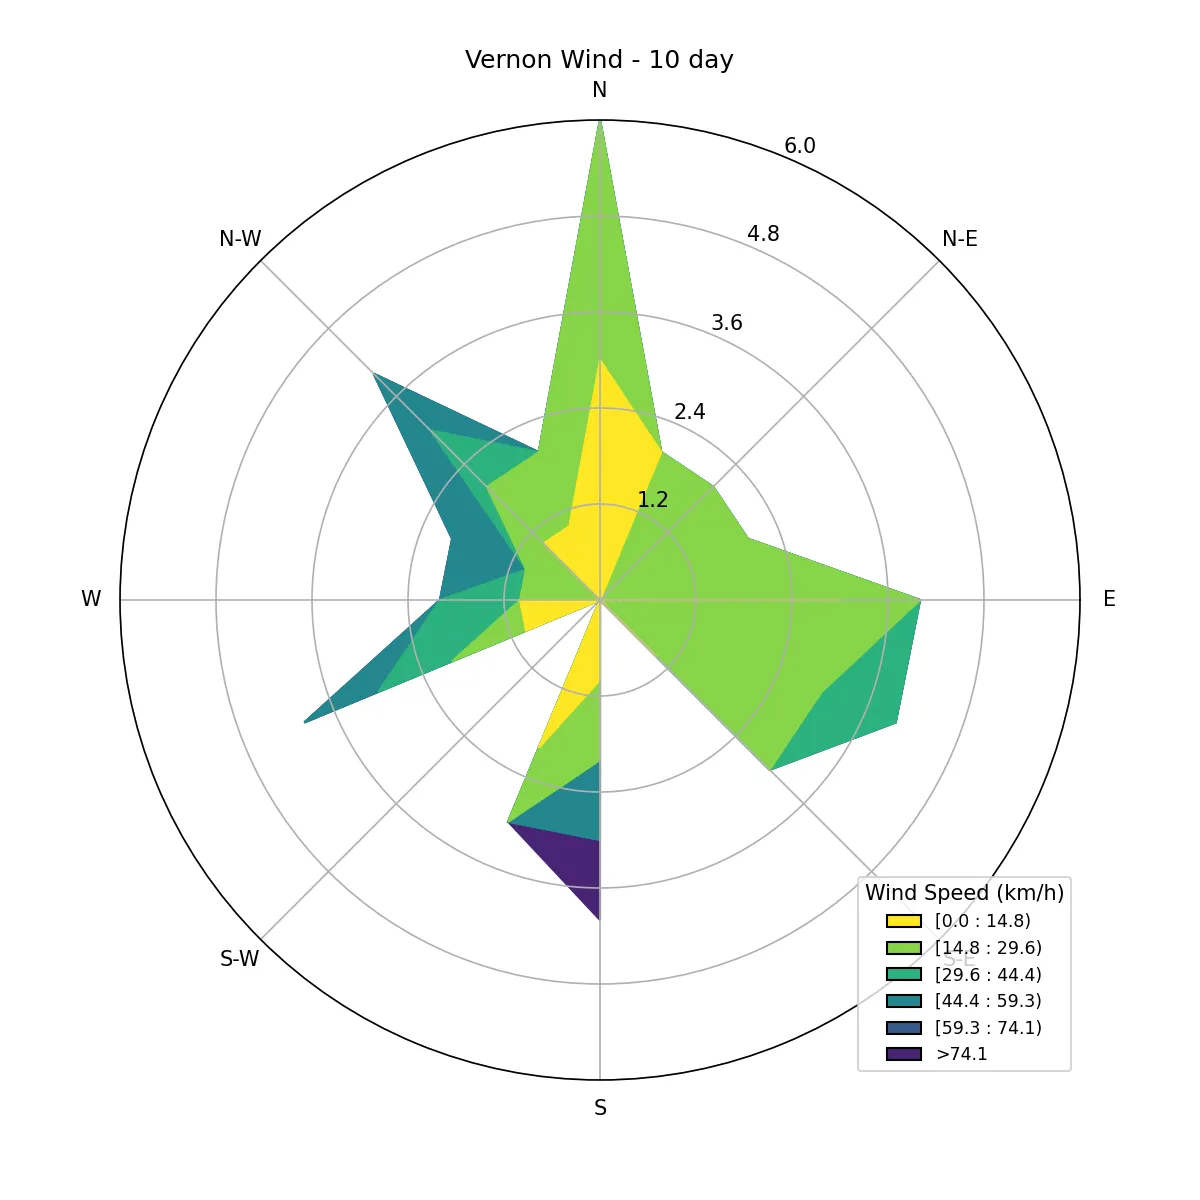 Vernon Wind - 10 day
N
6.0
N-W
4.8
N-E
3.6
2.4
1.2
W
E
Wind Speed (km/h)
[0.0 : 14.8)
[14.8 : 29.6)
S-W
S-E
[29.6 : 44.4)
[44.4 : 59.3)
[59.3 : 74.1)
>74.1
S